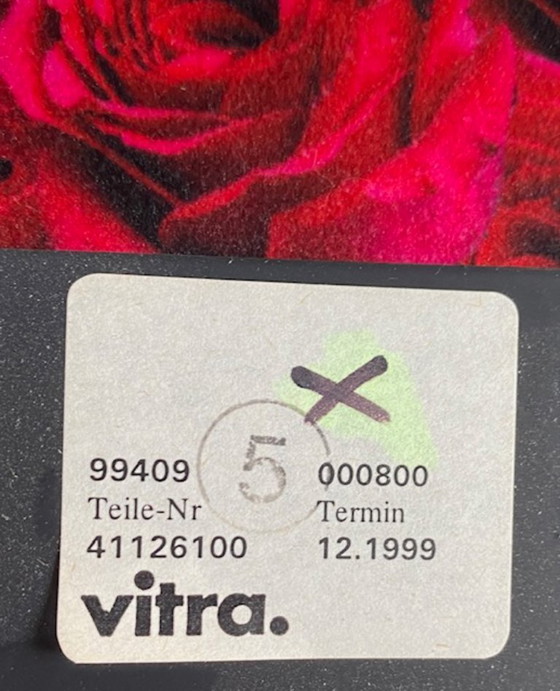 99409 5 000800
Teile-Nr Termin
41126100 12.1999
vitra.